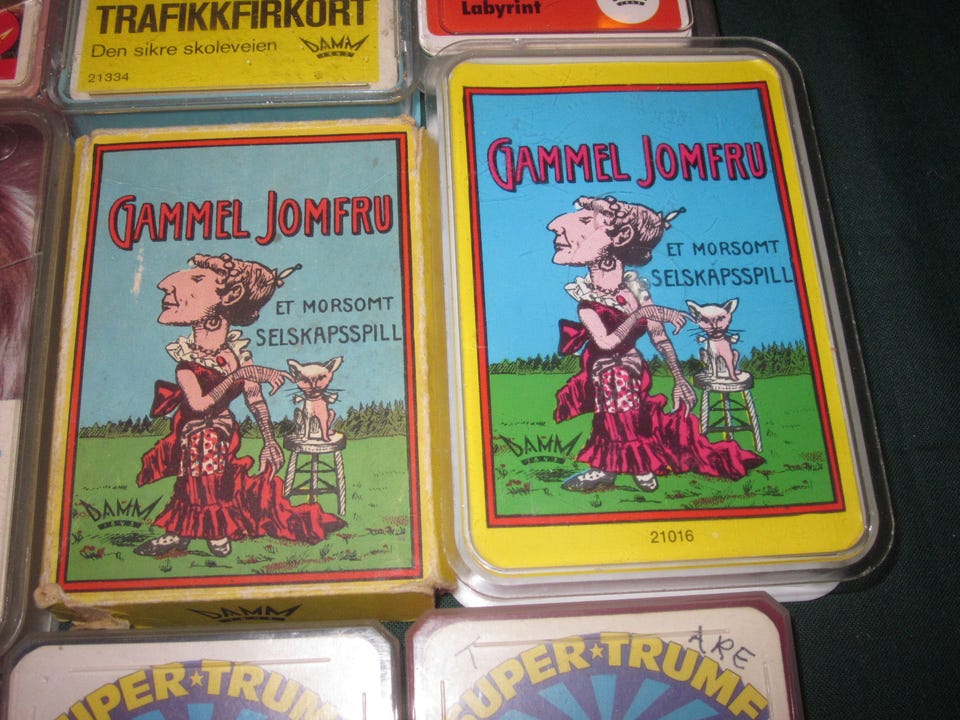 TRAFIKKFIRKORT
Den sikre skoleveien
DAMM
21334
Labyrint
GAMMEL JOMFRU
ET MORSOMT
SELSKAPSSPILL
DAMM
DAMM
GAMMEL JOMFRU
ET MORSOMT
SELSKAPSSPILL
DAMM
21016
SUPER★TRUMF
T ARE
SUPER★TRUMF